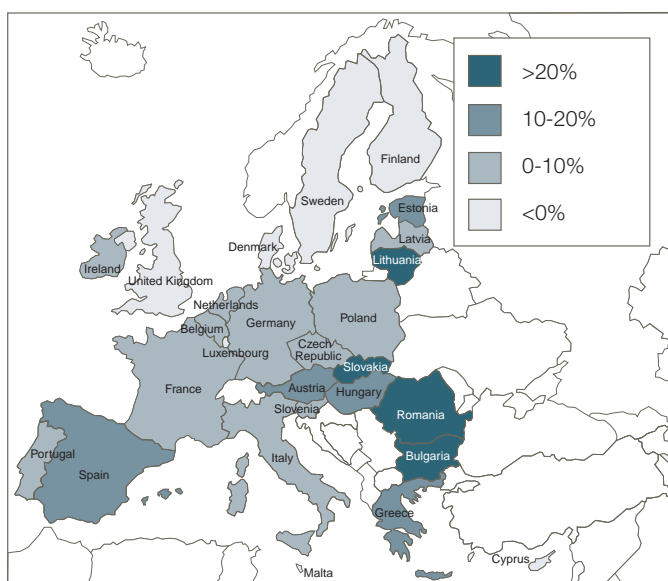 >20%
10-20%
0-10%
<0%
Finland
Sweden
Estonia
Latvia
Denmark
Lithuania
Ireland
United Kingdom
Netherlands
Belgium
Germany
Poland
Luxembourg
Czech
Republic
Slovakia
France
Austria
Hungary
Slovenia
Romania
Portugal
Spain
Italy
Bulgaria
Greece
Cyprus
Malta